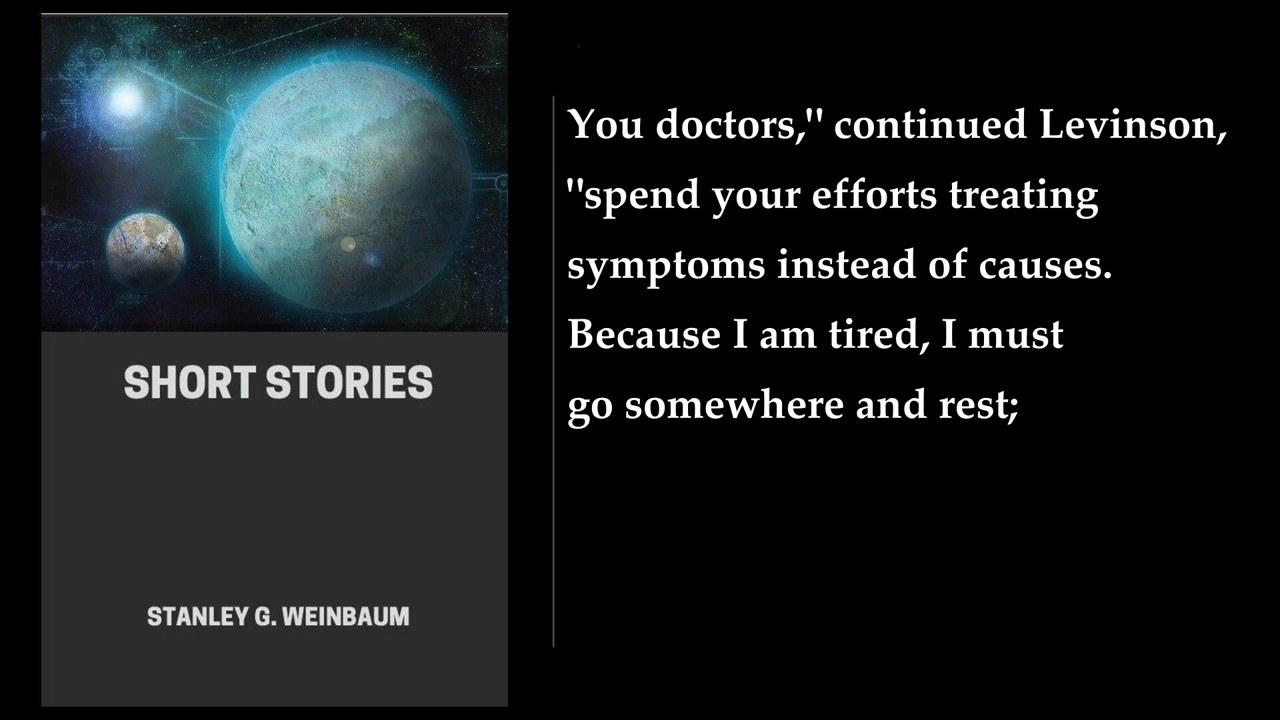 SHORT STORIES
STANLEY G. WEINBAUM
You doctors," continued Levinson,
"spend your efforts treating
symptoms instead of causes.
Because I am tired, I must
go somewhere and rest;